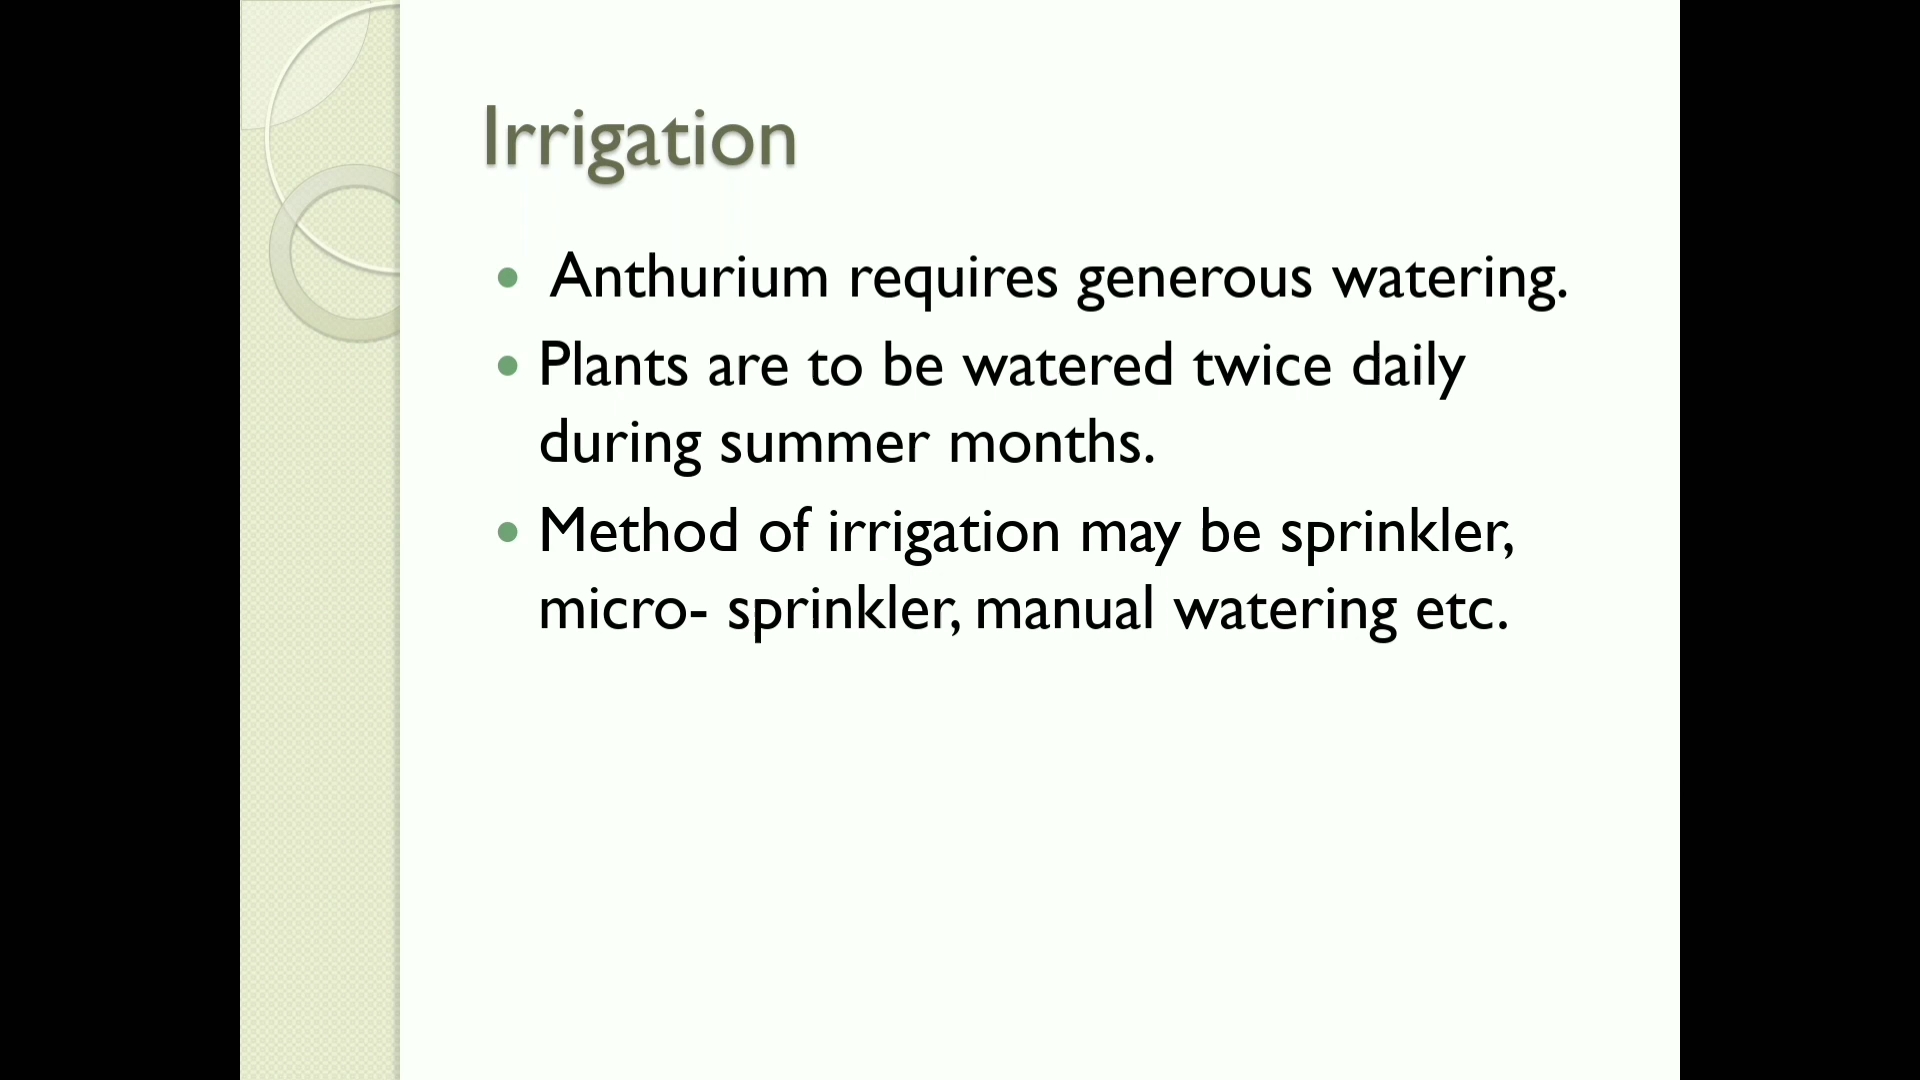 Irrigation
• Anthurium requires generous watering.
• Plants are to be watered twice daily
during summer months.
• Method of irrigation may be sprinkler,
micro- sprinkler, manual watering etc.